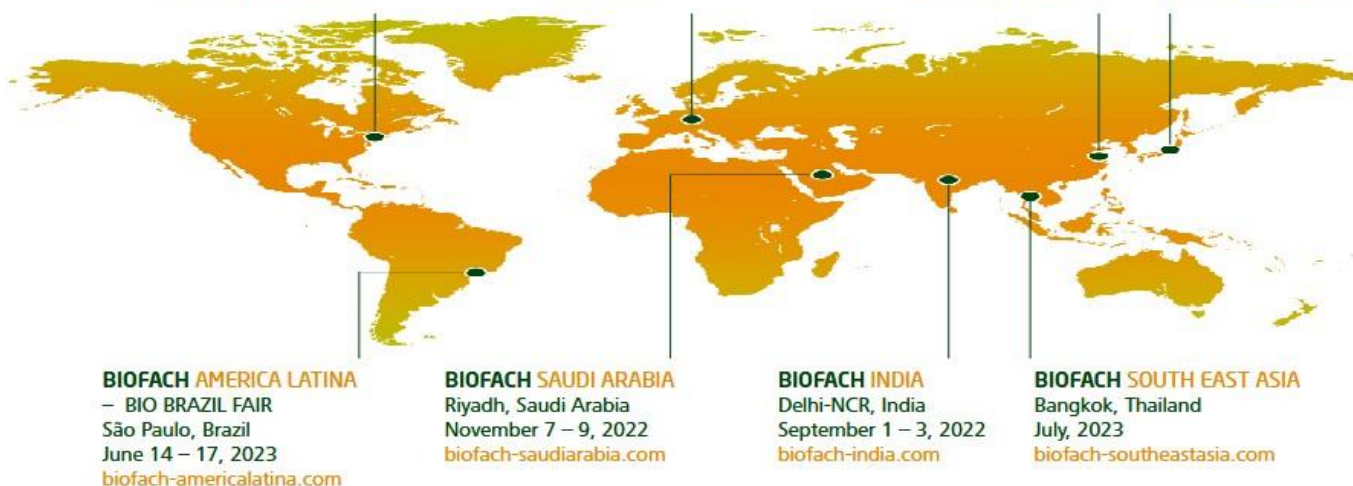 BIOFACH AMERICA LATINA
– BIO BRAZIL FAIR
São Paulo, Brazil
June 14 – 17, 2023
biofach-americalatina.com
BIOFACH SAUDI ARABIA
Riyadh, Saudi Arabia
November 7 – 9, 2022
biofach-saudiarabia.com
BIOFACH INDIA
Delhi-NCR, India
September 1 – 3, 2022
biofach-india.com
BIOFACH SOUTH EAST ASIA
Bangkok, Thailand
July, 2023
biofach-southeastasia.com